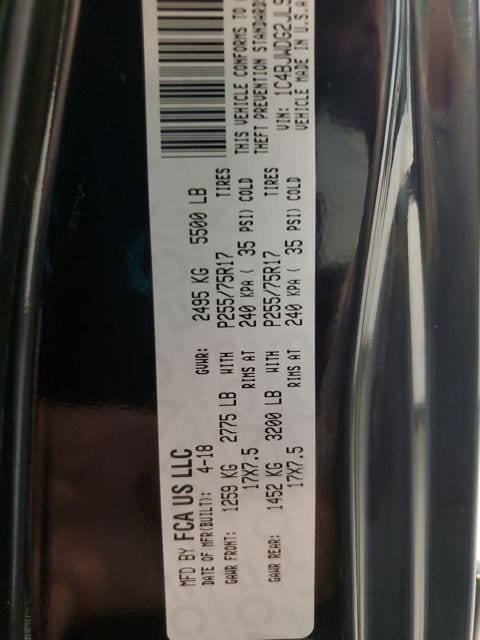 MFD BY FCA US LLC
DATE OF MFR(BUILT): 4-18 GVWR: 2495 KG 5500 LB
GAWR FRONT: 1259 KG 2775 LB WITH P255/75R17 TIRES
17X7.5 RIMS AT 240 KPA ( 35 PSI) COLD
GAWR REAR: 1452 KG 3200 LB WITH P255/75R17 TIRES
17X7.5 RIMS AT 240 KPA ( 35 PSI) COLD
THIS VEHICLE CONFORMS TO
THEFT PREVENTION STANDARD
VIN: 1C4BJWDG2JL9
VEHICLE MADE IN U.S.A